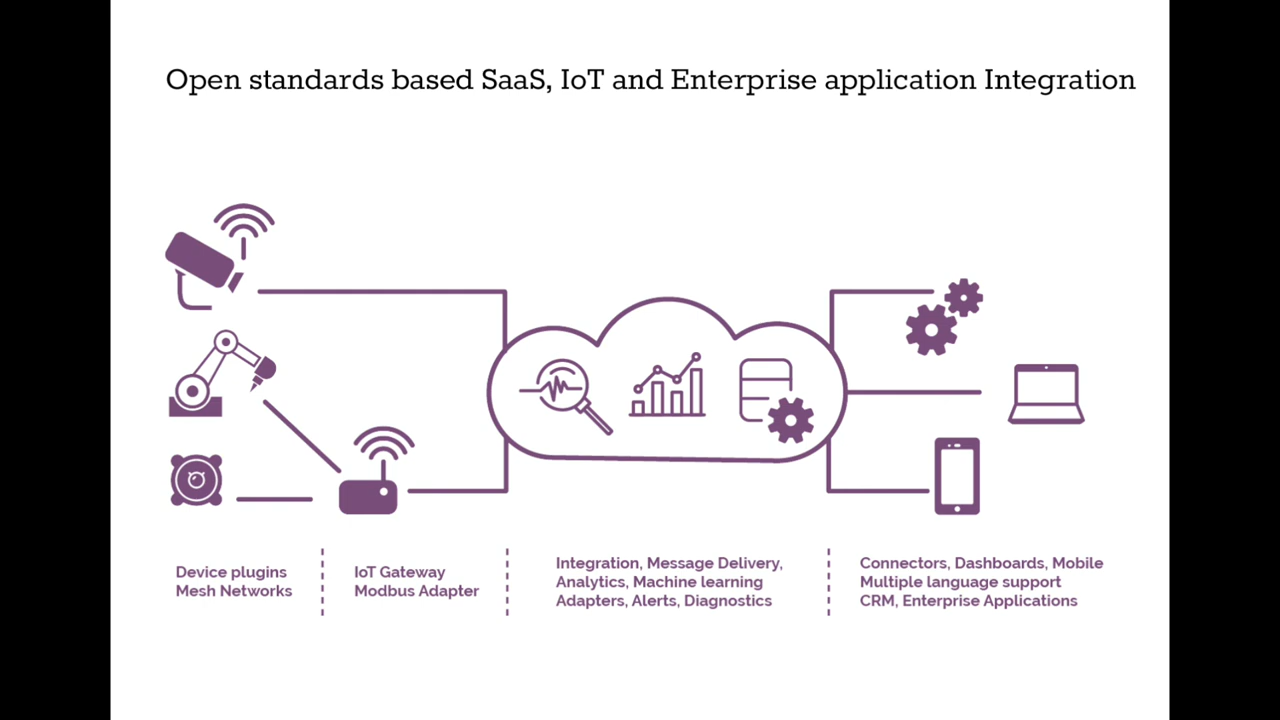 Open standards based SaaS, IoT and Enterprise application Integration
Device plugins
Mesh Networks
IoT Gateway
Modbus Adapter
Integration, Message Delivery,
Analytics, Machine learning
Adapters, Alerts, Diagnostics
Connectors, Dashboards, Mobile
Multiple language support
CRM, Enterprise Applications